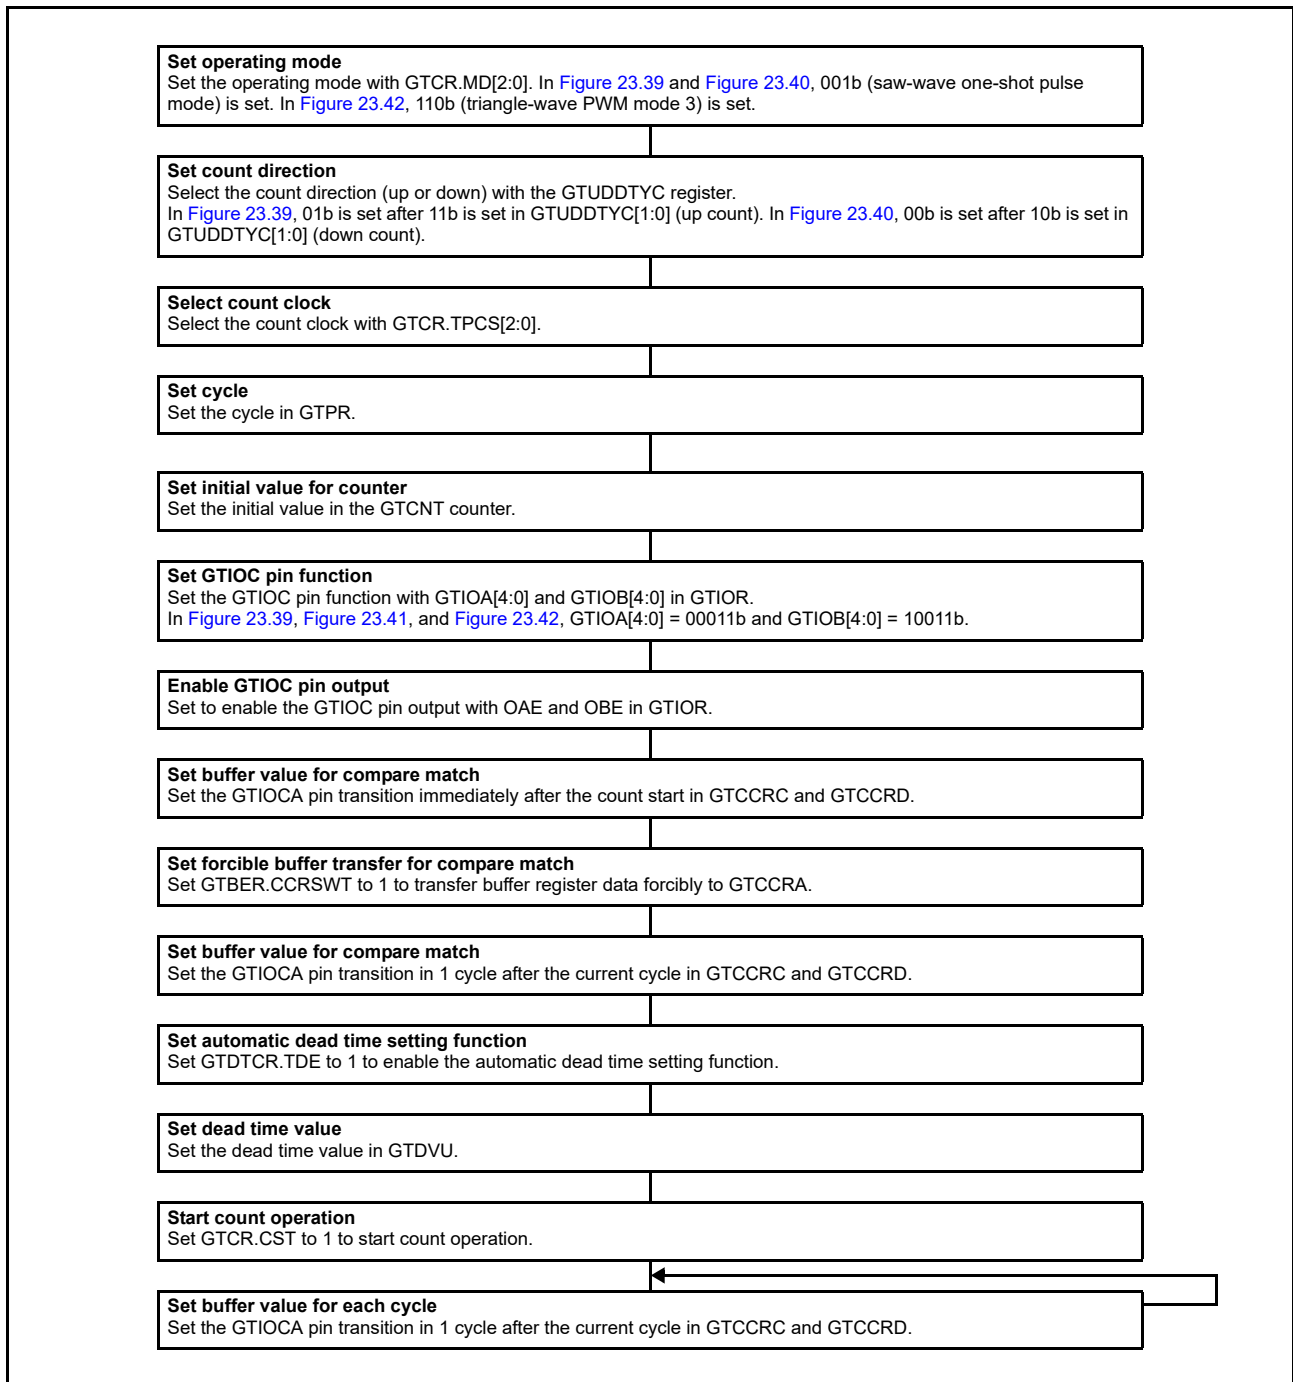 Set operating mode
Set the operating mode with GTCR.MD[2:0]. In Figure 23.39 and Figure 23.40, 001b (saw-wave one-shot pulse
mode) is set. In Figure 23.42, 110b (triangle-wave PWM mode 3) is set.
Set count direction
Select the count direction (up or down) with the GTUDDTYC register.
In Figure 23.39, 01b is set after 11b is set in GTUDDTYC[1:0] (up count). In Figure 23.40, 00b is set after 10b is set in
GTUDDTYC[1:0] (down count).
Select count clock
Select the count clock with GTCR.TPCS[2:0].
Set cycle
Set the cycle in GTPR.
Set initial value for counter
Set the initial value in the GTCNT counter.
Set GTIOC pin function
Set the GTIOC pin function with GTIOA[4:0] and GTIOB[4:0] in GTIOR.
In Figure 23.39, Figure 23.41, and Figure 23.42, GTIOA[4:0] = 00011b and GTIOB[4:0] = 10011b.
Enable GTIOC pin output
Set to enable the GTIOC pin output with OAE and OBE in GTIOR.
Set buffer value for compare match
Set the GTIOCA pin transition immediately after the count start in GTCCRC and GTCCRD.
Set forcible buffer transfer for compare match
Set GTBER.CCRSWT to 1 to transfer buffer register data forcibly to GTCCRA.
Set buffer value for compare match
Set the GTIOCA pin transition in 1 cycle after the current cycle in GTCCRC and GTCCRD.
Set automatic dead time setting function
Set GTDTCR.TDE to 1 to enable the automatic dead time setting function.
Set dead time value
Set the dead time value in GTDVU.
Start count operation
Set GTCR.CST to 1 to start count operation.
Set buffer value for each cycle
Set the GTIOCA pin transition in 1 cycle after the current cycle in GTCCRC and GTCCRD.